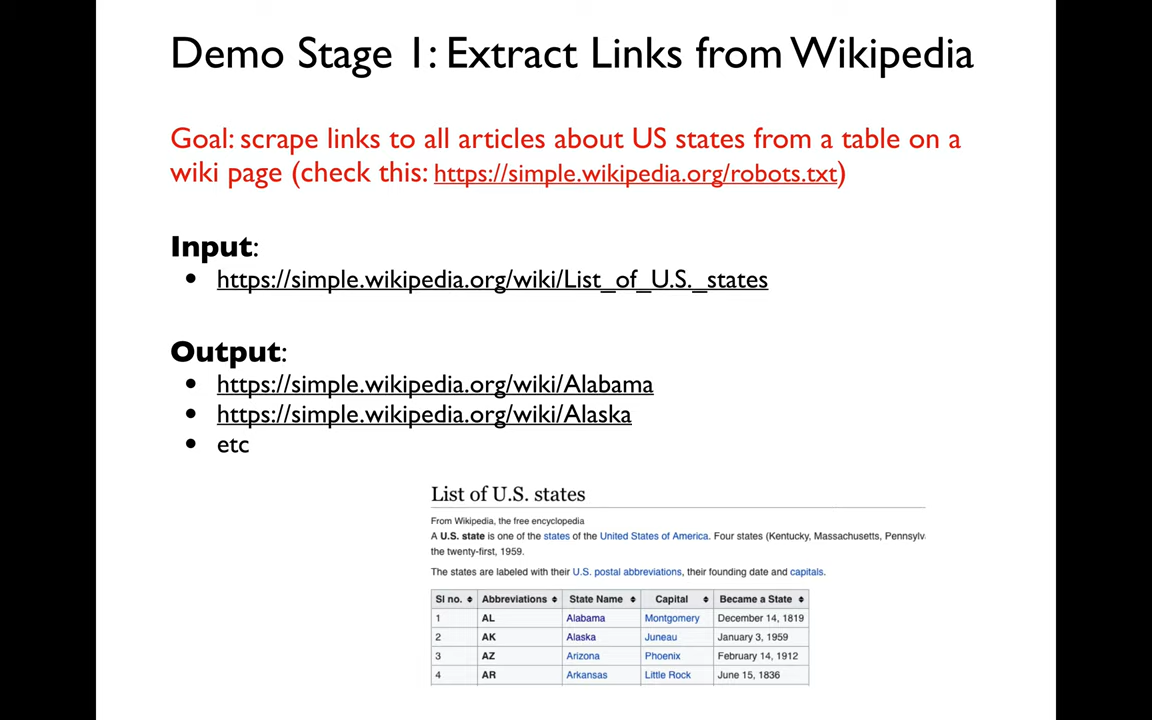 Demo Stage 1: Extract Links from Wikipedia
Goal: scrape links to all articles about US states from a table on a
wiki page (check this: https://simple.wikipedia.org/robots.txt)
Input:
• https://simple.wikipedia.org/wiki/List_of_U.S._states
Output:
• https://simple.wikipedia.org/wiki/Alabama
• https://simple.wikipedia.org/wiki/Alaska
• etc
List of U.S. states
From Wikipedia, the free encyclopedia
A U.S. state is one of the states of the United States of America. Four states (Kentucky, Massachusetts, Pennsylv
the twenty-first, 1959.
The states are labeled with their U.S. postal abbreviations, their founding date and capitals.
Sl no. Abbreviations State Name Capital Became a State
1 AL Alabama Montgomery December 14, 1819
2 AK Alaska Juneau January 3, 1959
3 AZ Arizona Phoenix February 14, 1912
4 AR Arkansas Little Rock June 15, 1836